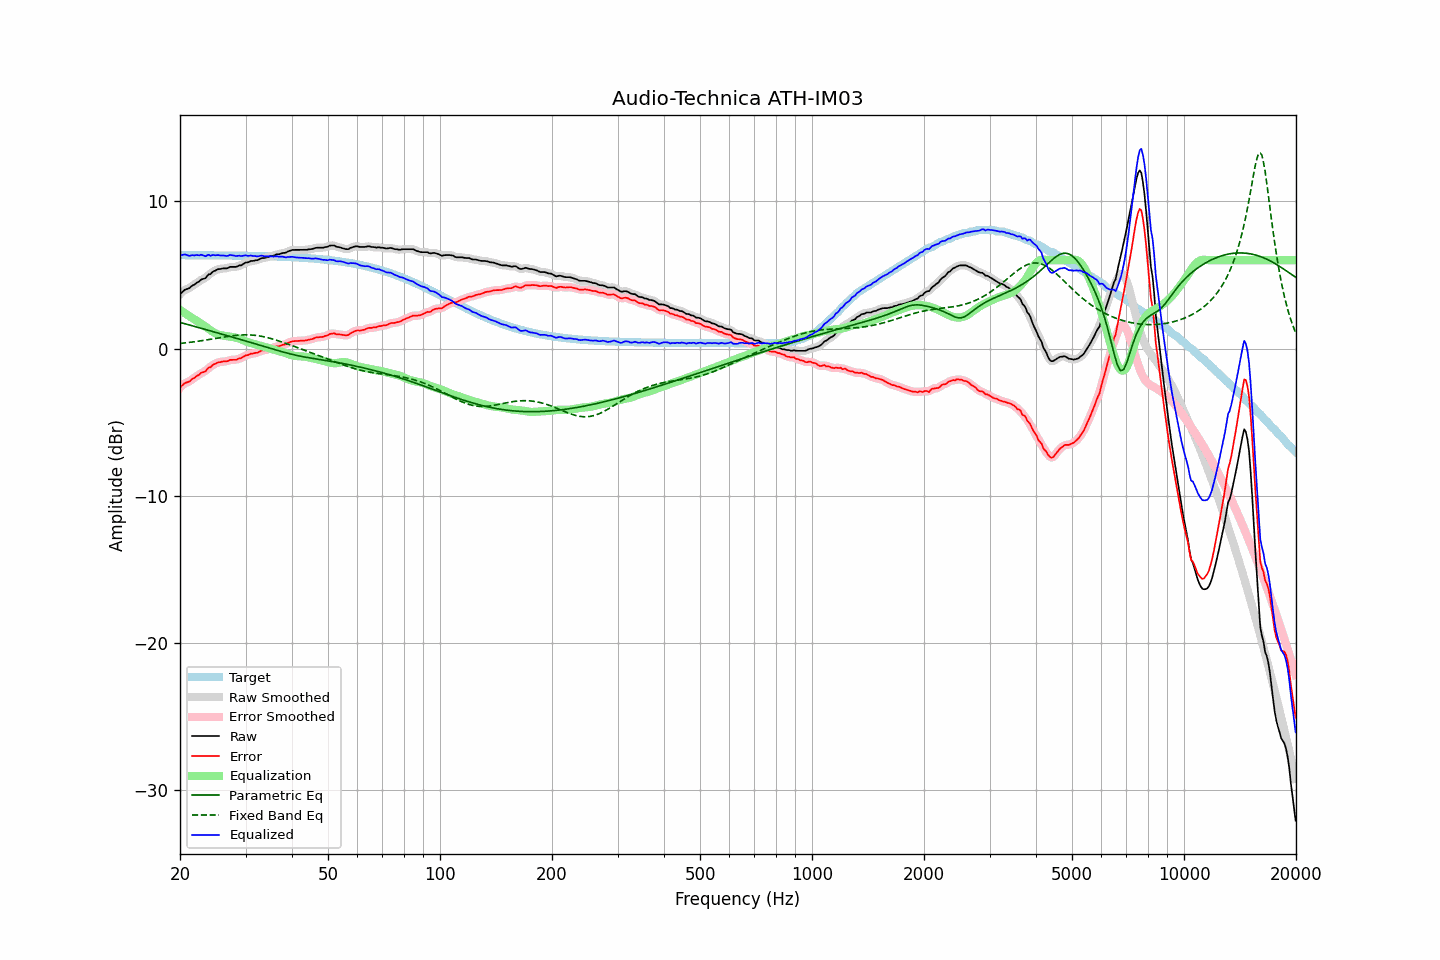 Audio-Technica ATH-IM03
Amplitude (dBr)
10
0
−10
−20
−30
Target
Raw Smoothed
Error Smoothed
Raw
Error
Equalization
Parametric Eq
Fixed Band Eq
Equalized
20 50 100 200 500 1000 2000 5000 10000 20000
Frequency (Hz)